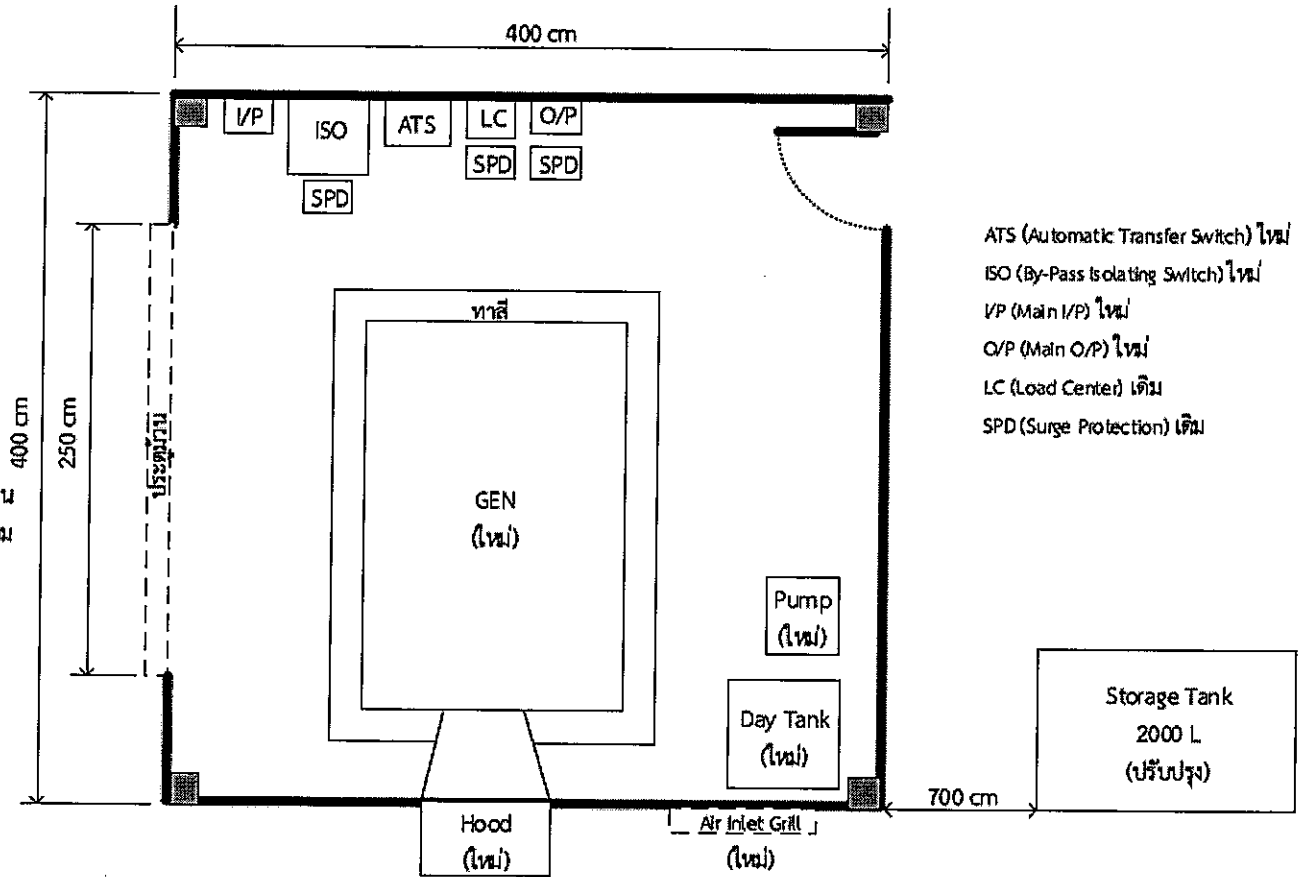 400 cm
I/P
ISO
ATS
LC
O/P
SPD
SPD
SPD
ATS (Automatic Transfer Switch) ใหม่
ISO (By-Pass Isolating Switch) ใหม่
I/P (Main I/P) ใหม่
O/P (Main O/P) ใหม่
LC (Load Center) เดิม
SPD (Surge Protection) เดิม
ทาสี
400 cm
250 cm
ประตูม้วน
GEN
(ใหม่)
Pump
(ใหม่)
Day Tank
(ใหม่)
Storage Tank
2000 L
(ปรับปรุง)
700 cm
Hood
(ใหม่)
Air Inlet Grill
(ใหม่)